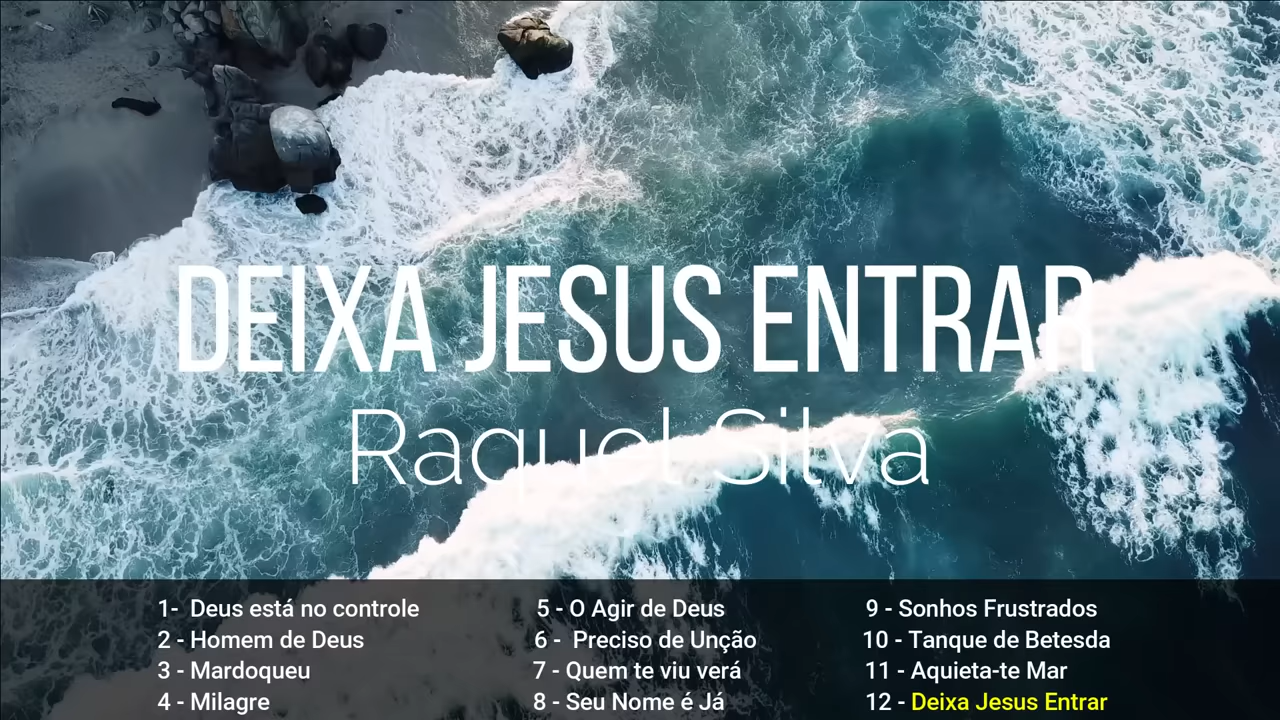 DEIXA JESUS ENTRAR
Raquel Silva
1-  Deus está no controle
2 - Homem de Deus
3 - Mardoqueu
4 - Milagre
5 - O Agir de Deus
6 -  Preciso de Unção
7 - Quem te viu verá
8 - Seu Nome é Já
9 - Sonhos Frustrados
10 - Tanque de Betesda
11 - Aquieta-te Mar
12 - Deixa Jesus Entrar